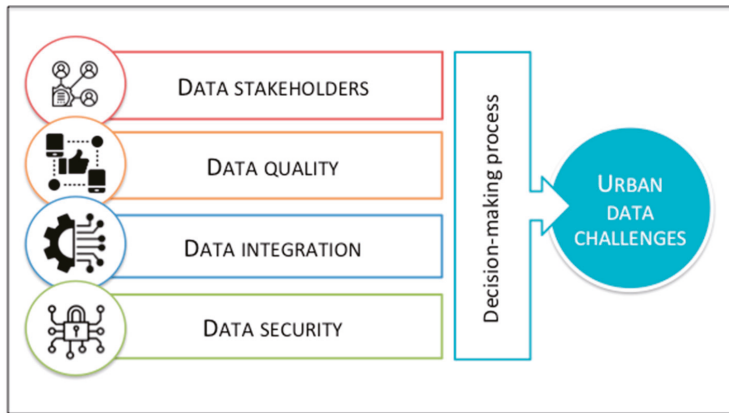 DATA STAKEHOLDERS
DATA QUALITY
DATA INTEGRATION
DATA SECURITY
Decision-making process
URBAN
DATA
CHALLENGES